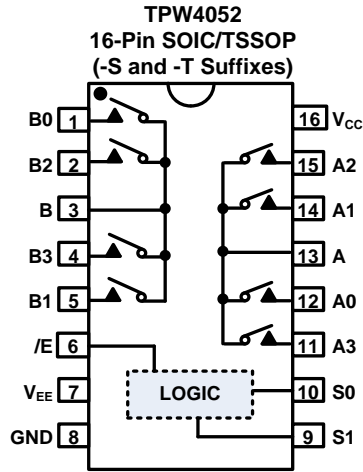 TPW4052
16-Pin SOIC/TSSOP
(-S and -T Suffixes)
B0 1
B2 2
B 3
B3 4
B1 5
/E 6
VEE 7
GND 8
16 VCC
15 A2
14 A1
13 A
12 A0
11 A3
10 S0
9 S1
LOGIC